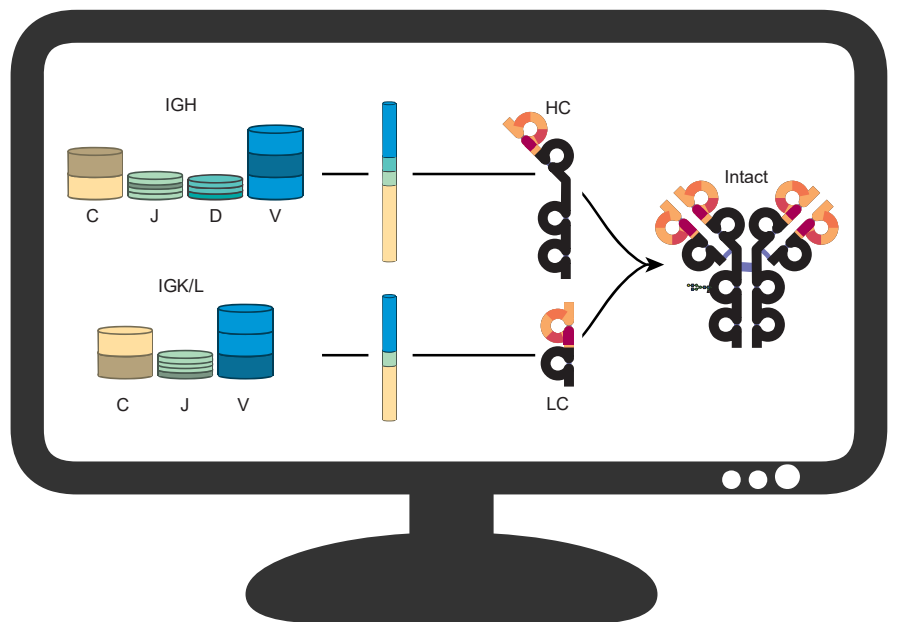 IGH
C J D V
IGK/L
C J V
HC
LC
Intact